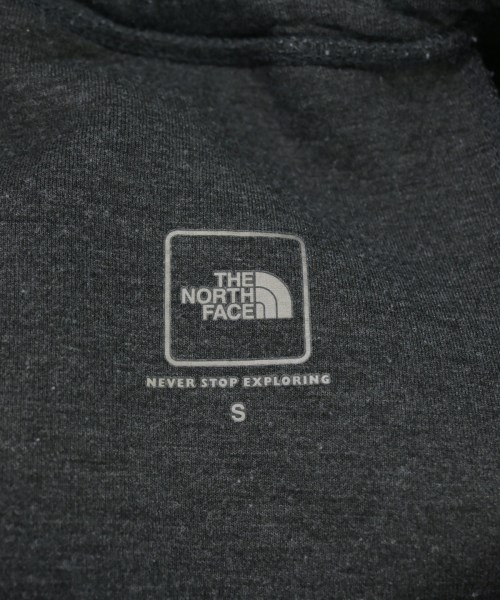 THE
NORTH
FACE
NEVER STOP EXPLORING
S